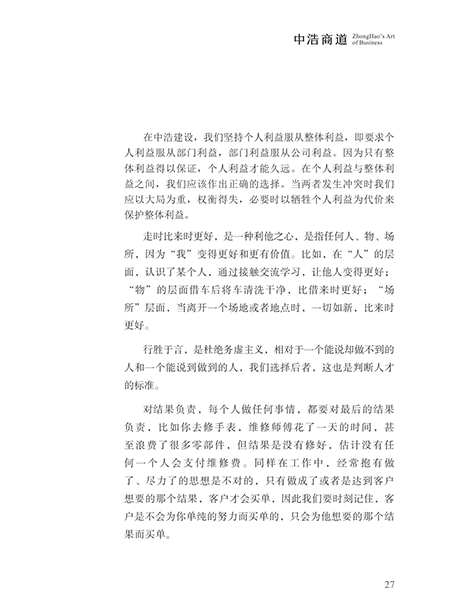 中浩商道 ZhongHao's Art
of Business
在中浩建设，我们坚持个人利益服从整体利益，即要求个
人利益服从部门利益，部门利益服从公司利益。因为只有整
体利益得以保证，个人利益才能久远。在个人利益与整体利
益之间，我们应该作出正确的选择。当两者发生冲突时我们
应以大局为重，权衡得失，必要时以牺牲个人利益为代价来
保护整体利益。
走时比来时更好，是一种利他之心，是指任何人、物、场
所，因为“我”变得更好和更有价值。比如，在“人”的层
面，认识了某个人，通过接触交流学习，让他人变得更好；
“物”的层面借车后将车清洗干净，比借来时更好；“场
所”层面，当离开一个场地或者地点时，一切如新，比来时
更好。
行胜于言，是杜绝务虚主义，相对于一个能说却做不到的
人和一个能说到做到的人，我们选择后者，这也是判断人才
的标准。
对结果负责，每个人做任何事情，都要对最后的结果
负责，比如你去修手表，维修师傅花了一天的时间，甚
至浪费了很多零部件，但结果是没有修好，估计没有任
何一个人会支付维修费。同样在工作中，经常抱有做
了、尽力了的思想是不对的，只有做成了或者是达到客户
想要的那个结果，客户才会买单，因此我们要时刻记住，客
户是不会为你单纯的努力而买单的，只会为他想要的那个结
果而买单。
27